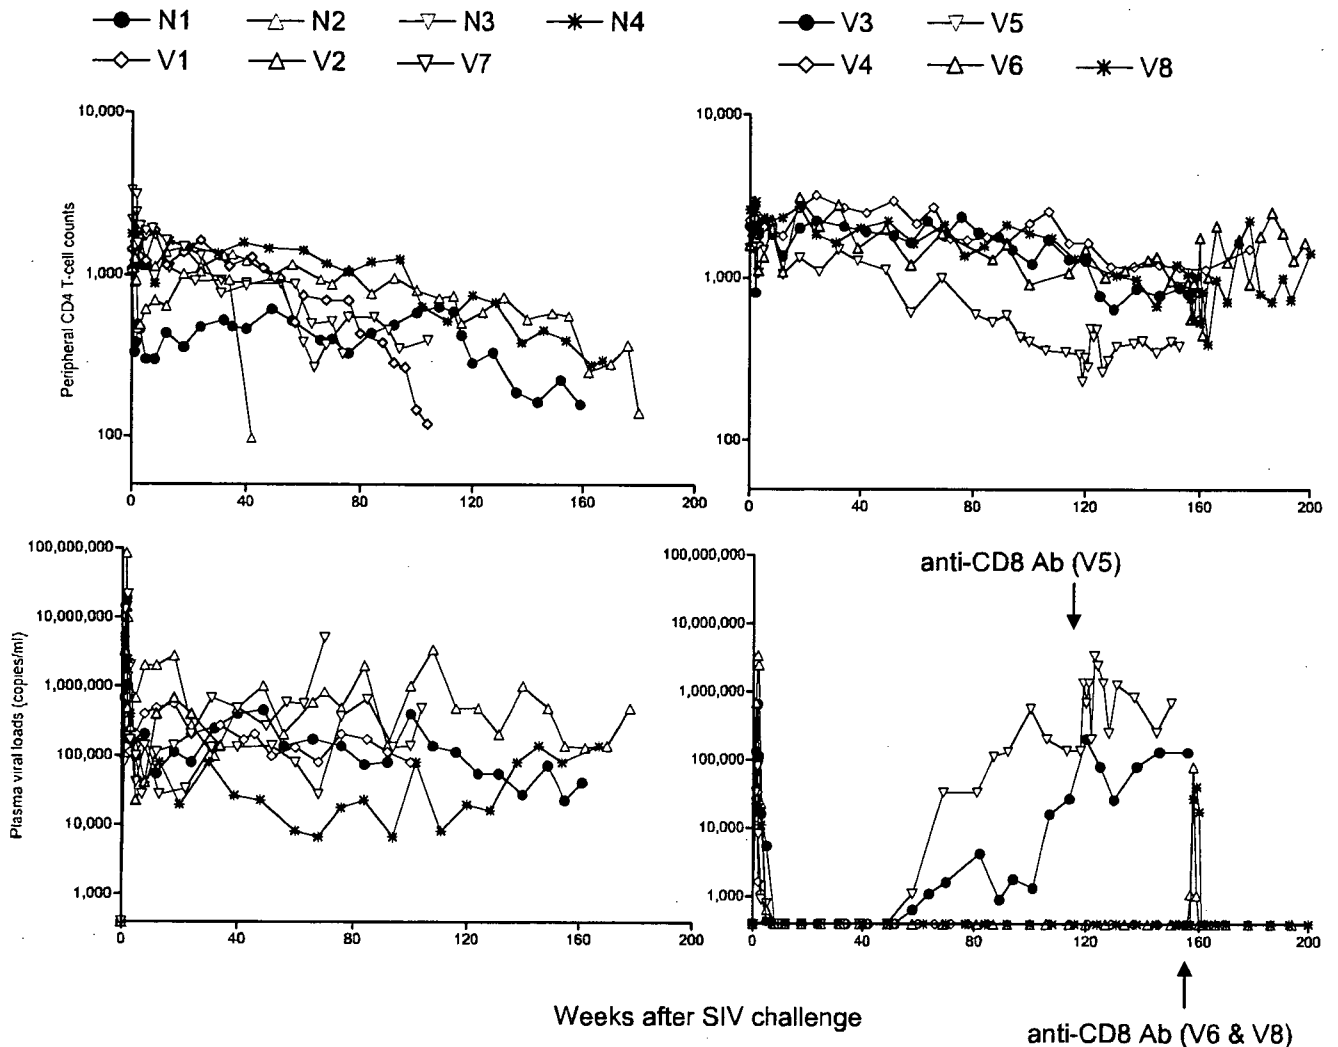 N1 N2 N3 N4
V1 V2 V7
V3 V5
V4 V6 V8
10,000
1,000
100
Peripheral CD4 T-cell counts
0 40 80 120 160 200
10,000
1,000
100
0 40 80 120 160 200
100,000,000
10,000,000
1,000,000
100,000
10,000
1,000
Plasma viral loads (copies/ml)
0 40 80 120 160 200
anti-CD8 Ab (V5)
100,000,000
10,000,000
1,000,000
100,000
10,000
1,000
0 40 80 120 160 200
Weeks after SIV challenge
anti-CD8 Ab (V6 & V8)